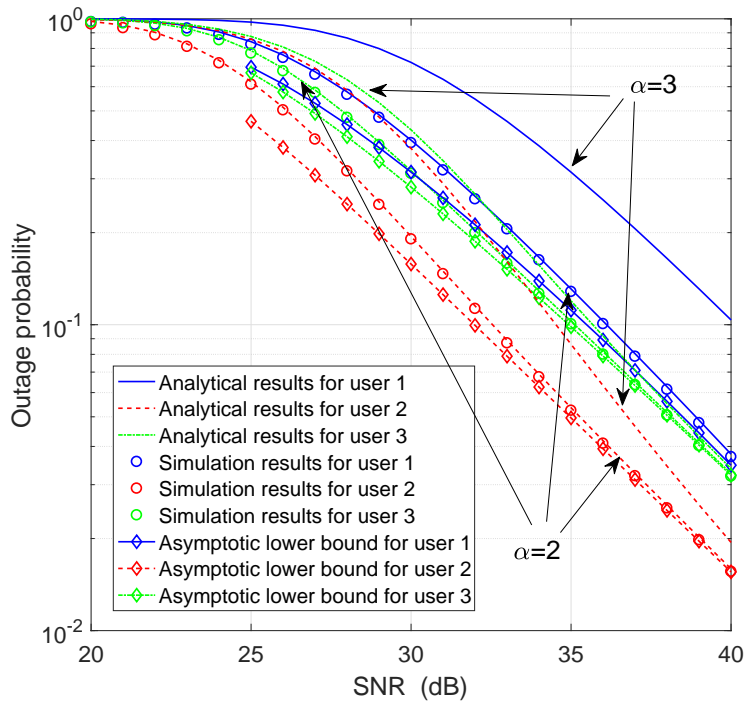 10^0
α=3
Outage probability
10^-1
Analytical results for user 1
Analytical results for user 2
Analytical results for user 3
Simulation results for user 1
Simulation results for user 2
Simulation results for user 3
Asymptotic lower bound for user 1
Asymptotic lower bound for user 2
Asymptotic lower bound for user 3
α=2
10^-2
20 25 30 35 40
SNR (dB)